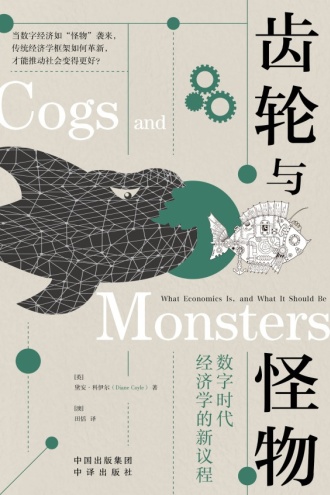 当数字经济如“怪物”袭来，
传统经济学框架如何革新，
才能推动社会变得更好？
齿轮与怪物
Cogs and
Monsters
What Economics Is, and What It Should Be
数字时代
经济学的新议程
[英]
黛安·科伊尔（Diane Coyle） 著
[澳]
田恬 译
中国出版集团
中译出版社